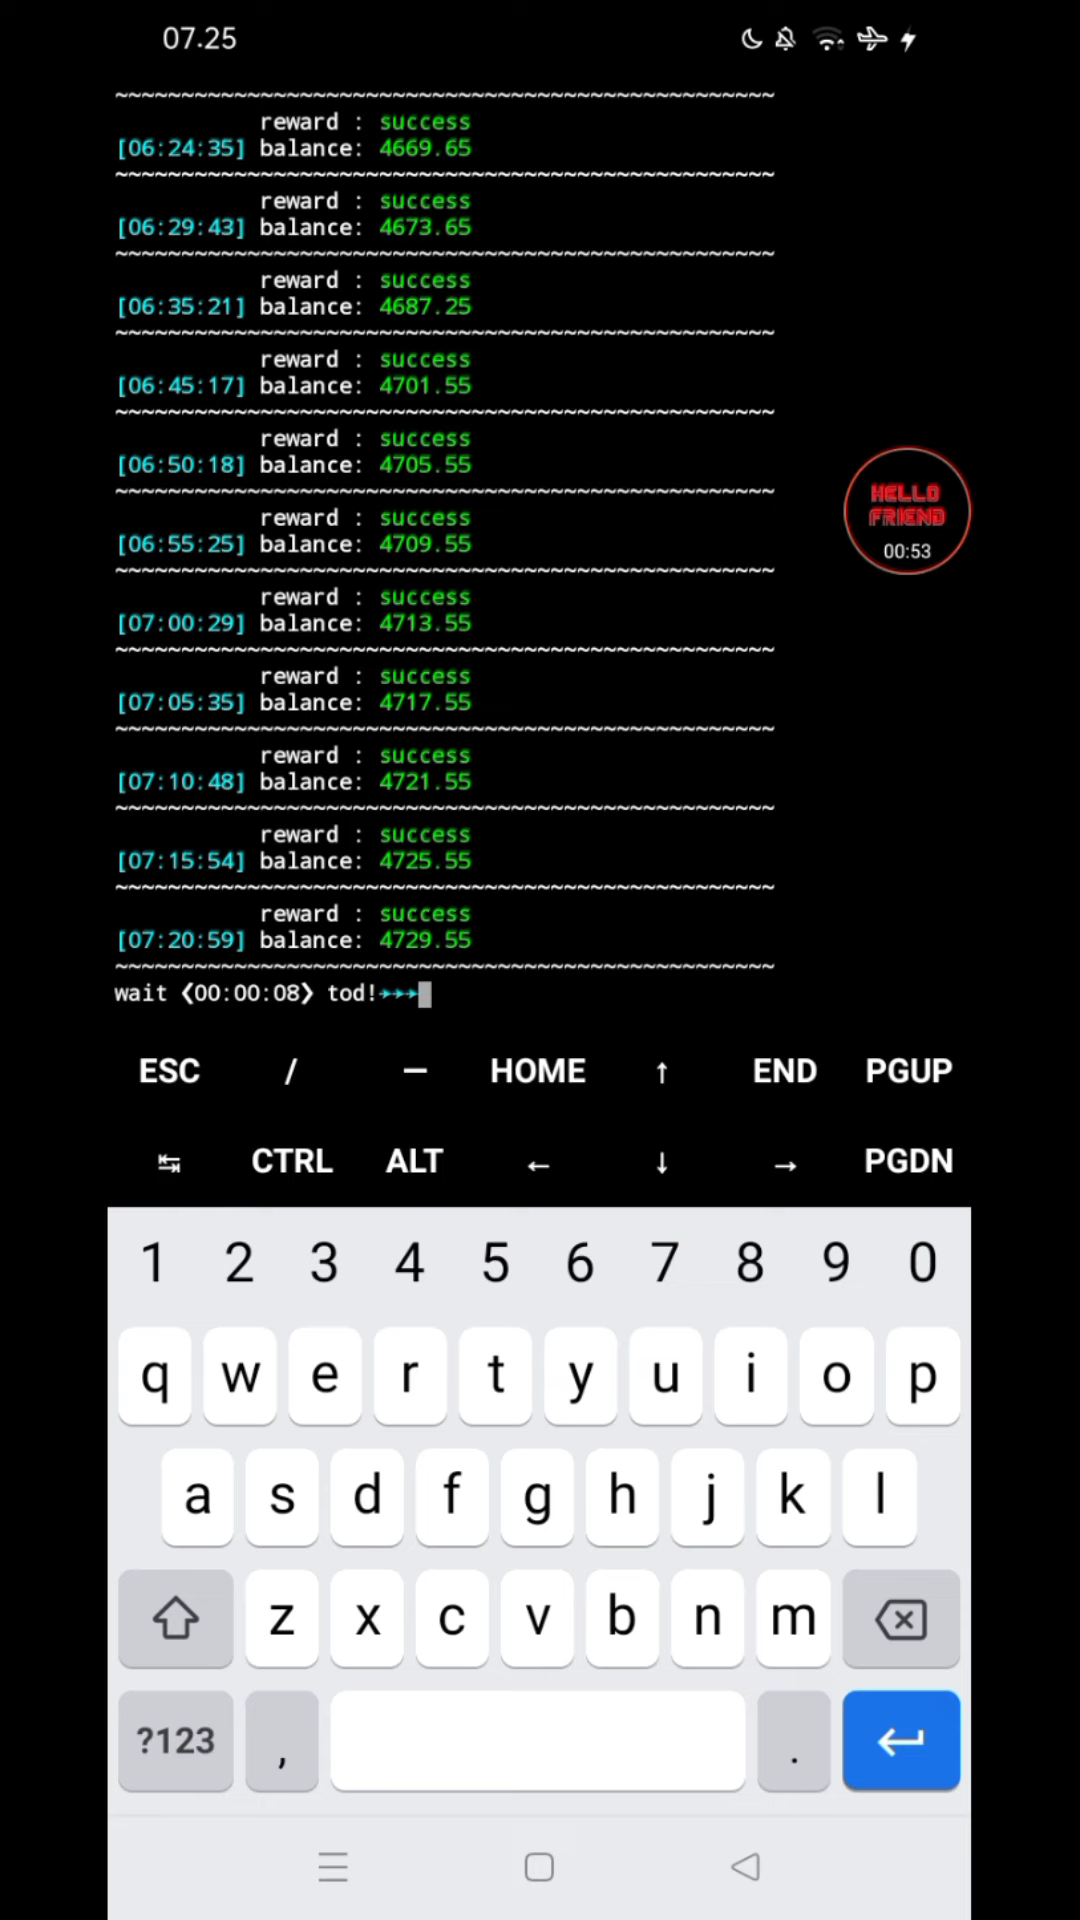 07.25
~~~~~~~~~~~~~~~~~~~~~~~~~~~~~~~~~~~~~~~~~~~~~~~~~~
reward : success
[06:24:35] balance: 4669.65
~~~~~~~~~~~~~~~~~~~~~~~~~~~~~~~~~~~~~~~~~~~~~~~~~~
reward : success
[06:29:43] balance: 4673.65
~~~~~~~~~~~~~~~~~~~~~~~~~~~~~~~~~~~~~~~~~~~~~~~~~~
reward : success
[06:35:21] balance: 4687.25
~~~~~~~~~~~~~~~~~~~~~~~~~~~~~~~~~~~~~~~~~~~~~~~~~~
reward : success
[06:45:17] balance: 4701.55
~~~~~~~~~~~~~~~~~~~~~~~~~~~~~~~~~~~~~~~~~~~~~~~~~~
reward : success
[06:50:18] balance: 4705.55
~~~~~~~~~~~~~~~~~~~~~~~~~~~~~~~~~~~~~~~~~~~~~~~~~~
reward : success
[06:55:25] balance: 4709.55
~~~~~~~~~~~~~~~~~~~~~~~~~~~~~~~~~~~~~~~~~~~~~~~~~~
reward : success
[07:00:29] balance: 4713.55
~~~~~~~~~~~~~~~~~~~~~~~~~~~~~~~~~~~~~~~~~~~~~~~~~~
reward : success
[07:05:35] balance: 4717.55
~~~~~~~~~~~~~~~~~~~~~~~~~~~~~~~~~~~~~~~~~~~~~~~~~~
reward : success
[07:10:48] balance: 4721.55
~~~~~~~~~~~~~~~~~~~~~~~~~~~~~~~~~~~~~~~~~~~~~~~~~~
reward : success
[07:15:54] balance: 4725.55
~~~~~~~~~~~~~~~~~~~~~~~~~~~~~~~~~~~~~~~~~~~~~~~~~~
reward : success
[07:20:59] balance: 4729.55
~~~~~~~~~~~~~~~~~~~~~~~~~~~~~~~~~~~~~~~~~~~~~~~~~~
wait ❮00:00:08❯ tod!➤➤➤
HELLO
FRIEND
00:53
ESC / — HOME ↑ END PGUP
↹ CTRL ALT ← ↓ → PGDN
1 2 3 4 5 6 7 8 9 0
q w e r t y u i o p
a s d f g h j k l
z x c v b n m
?123 , .